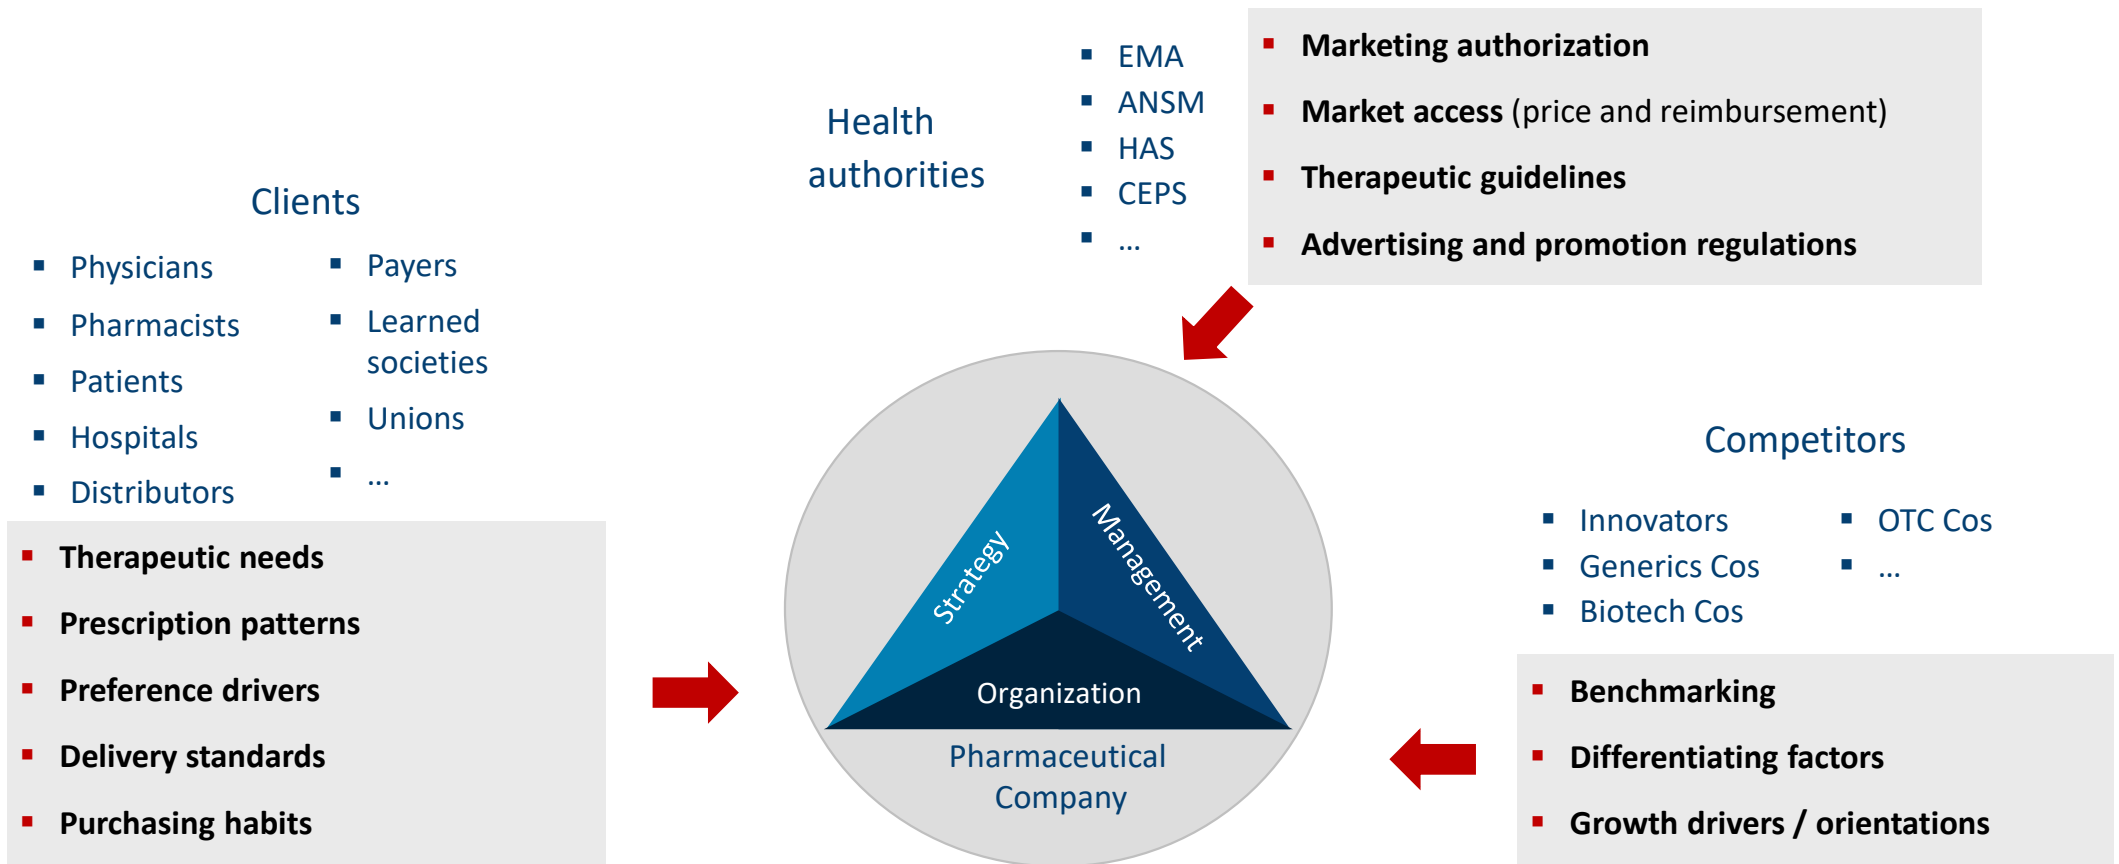 Health
authorities
▪ EMA
▪ ANSM
▪ HAS
▪ CEPS
▪ ...
▪ Marketing authorization
▪ Market access (price and reimbursement)
▪ Therapeutic guidelines
▪ Advertising and promotion regulations
Clients
▪ Physicians
▪ Pharmacists
▪ Patients
▪ Hospitals
▪ Distributors
▪ Payers
▪ Learned
societies
▪ Unions
▪ ...
▪ Therapeutic needs
▪ Prescription patterns
▪ Preference drivers
▪ Delivery standards
▪ Purchasing habits
Strategy
Management
Organization
Pharmaceutical
Company
Competitors
▪ Innovators
▪ Generics Cos
▪ Biotech Cos
▪ OTC Cos
▪ ...
▪ Benchmarking
▪ Differentiating factors
▪ Growth drivers / orientations